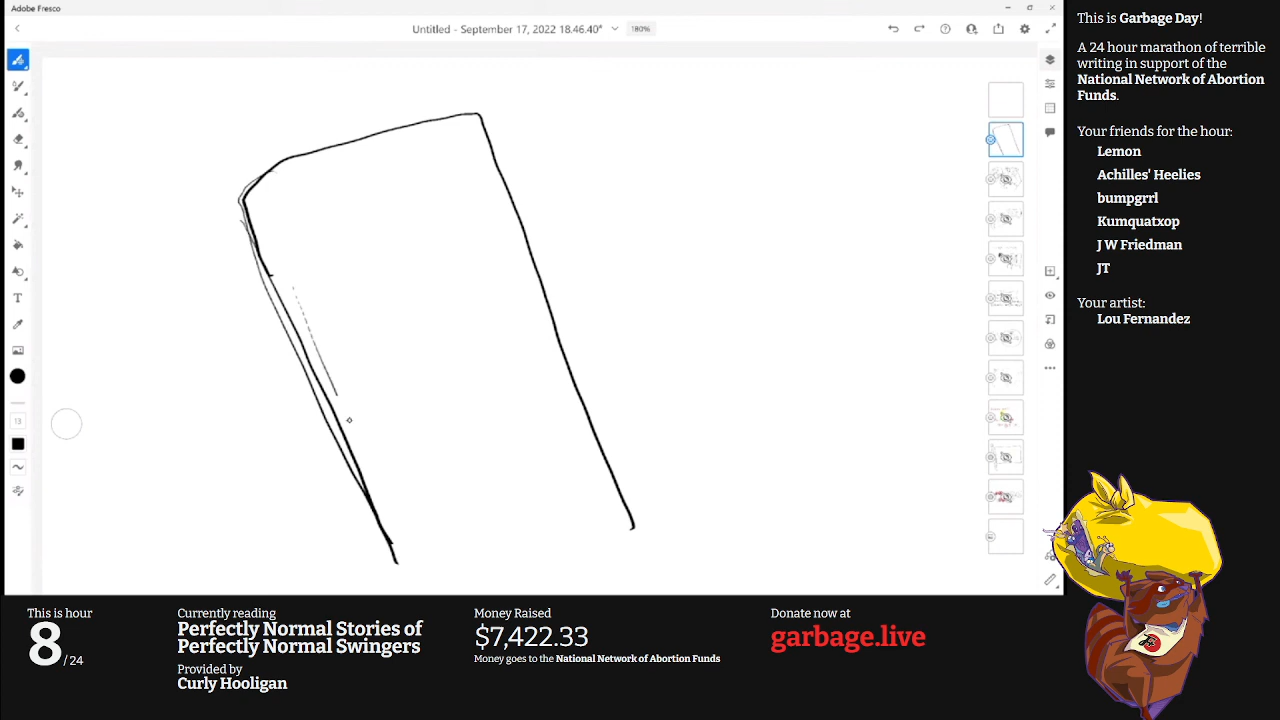 Adobe Fresco
Untitled - September 17, 2022 18.46.40*
180%
T
13
This is Garbage Day!
A 24 hour marathon of terrible
writing in support of the
National Network of Abortion
Funds.
Your friends for the hour:
Lemon
Achilles' Heelies
bumpgrrl
Kumquatxop
J W Friedman
JT
Your artist:
Lou Fernandez
This is hour
8/24
Currently reading
Perfectly Normal Stories of
Perfectly Normal Swingers
Provided by
Curly Hooligan
Money Raised
$7,422.33
Money goes to the National Network of Abortion Funds
Donate now at
garbage.live